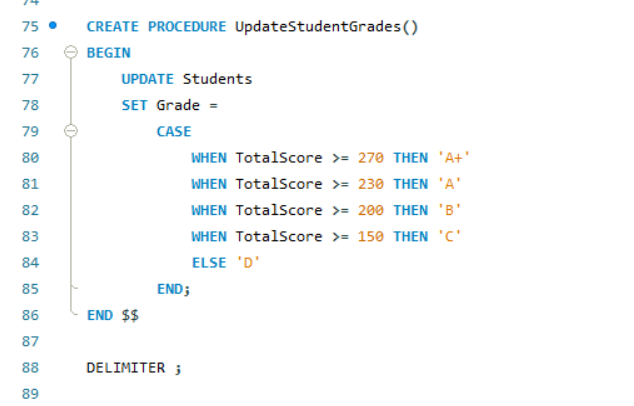 74
75 CREATE PROCEDURE UpdateStudentGrades()
76 BEGIN
77 UPDATE Students
78 SET Grade =
79 CASE
80 WHEN TotalScore >= 270 THEN 'A+'
81 WHEN TotalScore >= 230 THEN 'A'
82 WHEN TotalScore >= 200 THEN 'B'
83 WHEN TotalScore >= 150 THEN 'C'
84 ELSE 'D'
85 END;
86 END $$
87
88 DELIMITER ;
89